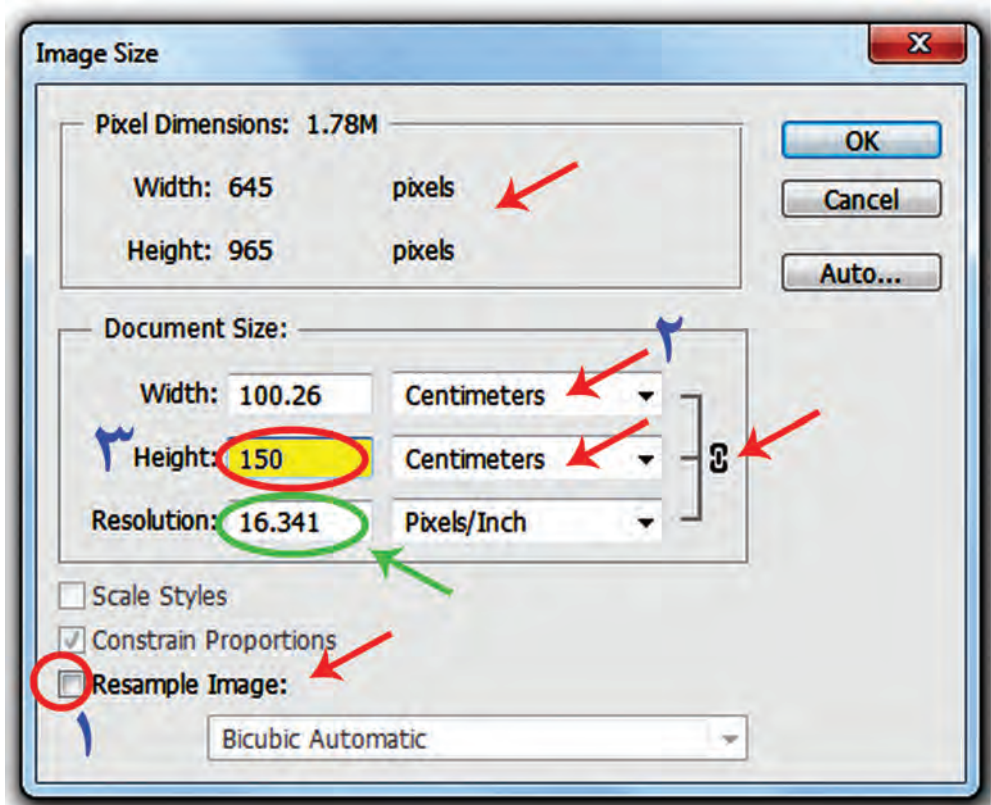 Image Size
Pixel Dimensions: 1.78M
OK
Width: 645 pixels
Cancel
Height: 965 pixels
Auto...
Document Size:
۲
Width: 100.26 Centimeters
۳
Height: 150 Centimeters
Resolution: 16.341 Pixels/Inch
Scale Styles
Constrain Proportions
Resample Image:
۱
Bicubic Automatic